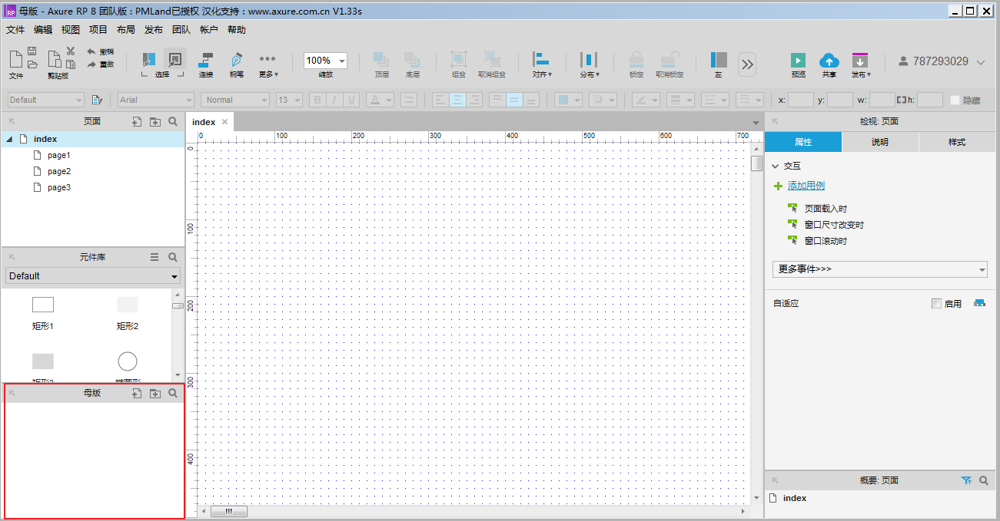 母版 - Axure RP 8 团队版 : PMLand已授权 汉化支持 : www.axure.com.cn V1.33s
文件 编辑 视图 项目 布局 发布 团队 帐户 帮助
撤销
重做
文件 剪贴板 选择 连接 钢笔 更多▾ 100% 缩放 顶层 底层 组合 取消组合 对齐▾ 分布▾ 锁定 取消锁定 左 预览 共享 发布▾ 787293029
Default Arial Normal 13 B I U A x: y: w: h: 隐藏
页面
index
page1
page2
page3
元件库
Default
矩形1 矩形2
母版
index
0 100 200 300 400 500 600 700
0
100
200
300
400
检视: 页面
属性 说明 样式
交互
添加用例
页面载入时
窗口尺寸改变时
窗口滚动时
更多事件>>>
自适应 启用
概要: 页面
index